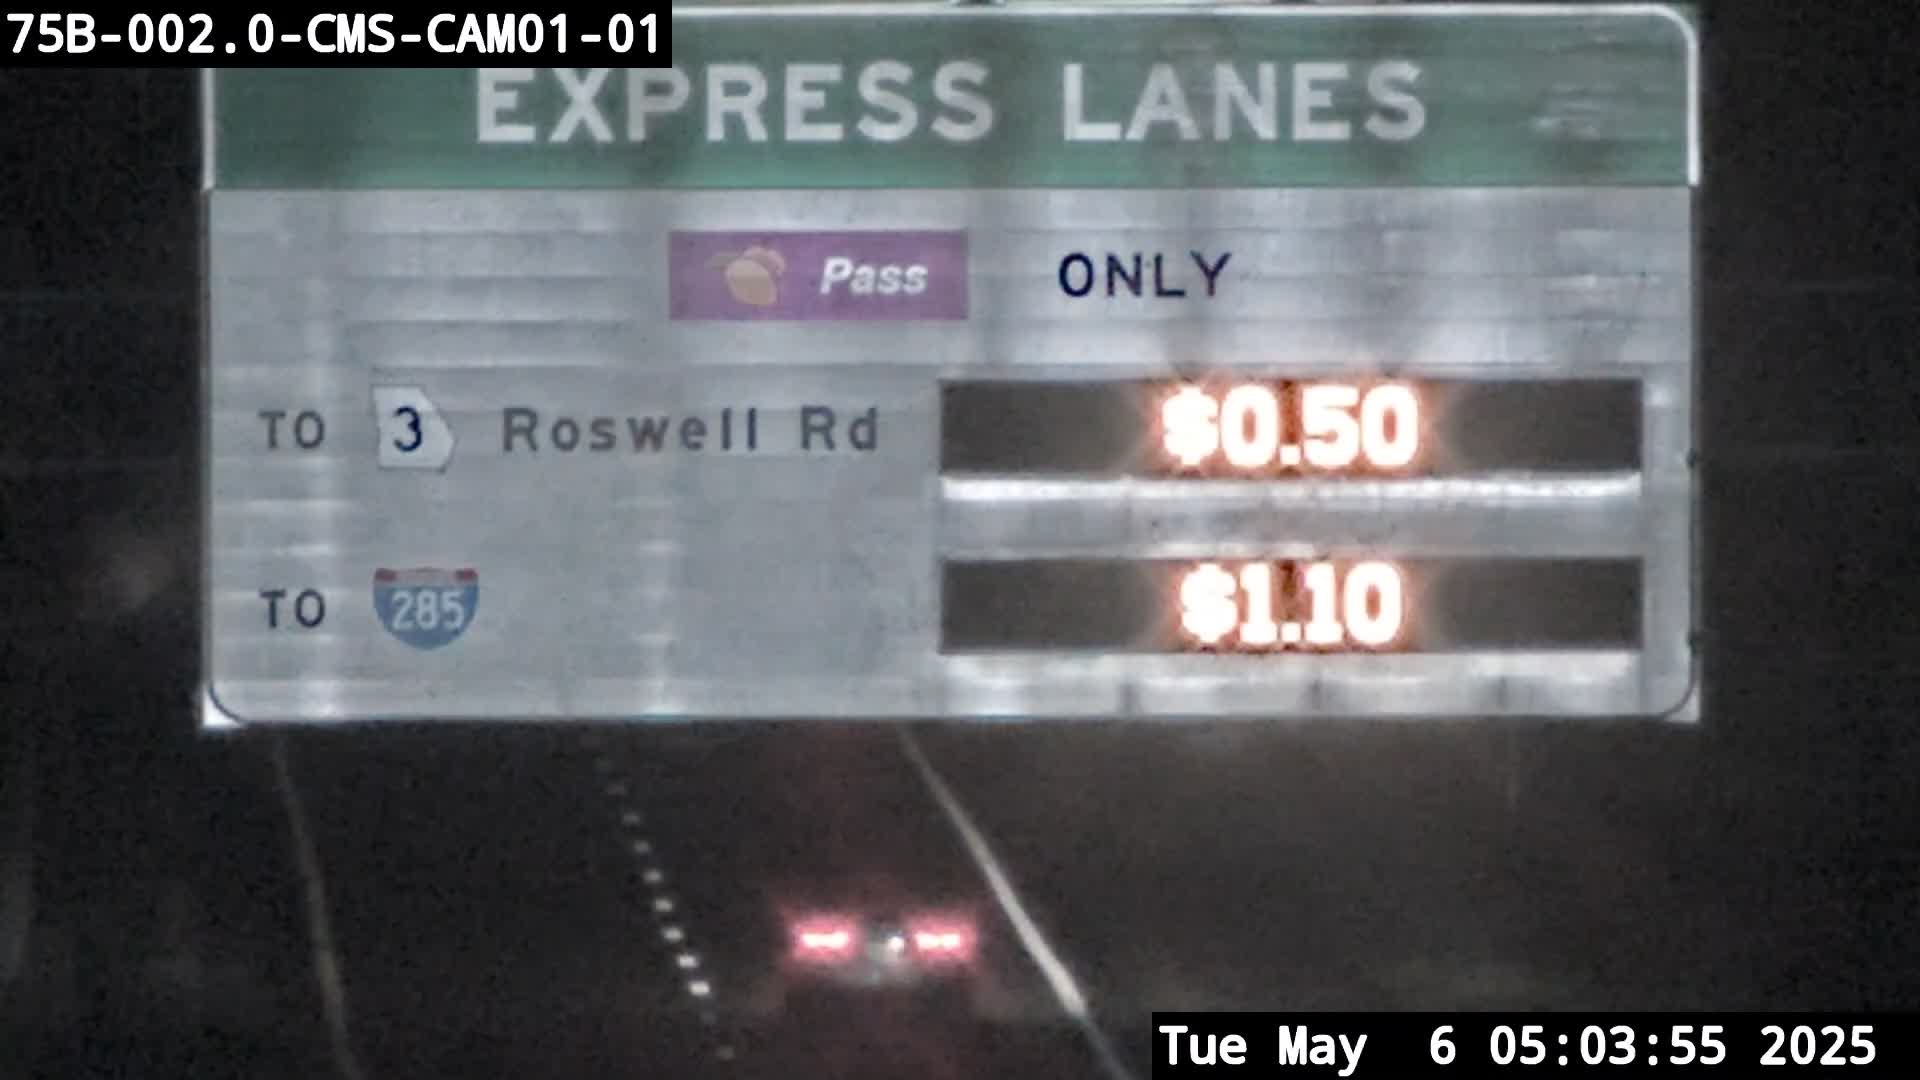 75B-002.0-CMS-CAM01-01
EXPRESS LANES
Pass ONLY
TO 3 Roswell Rd $0.50
TO 285 $1.10
Tue May 6 05:03:55 2025